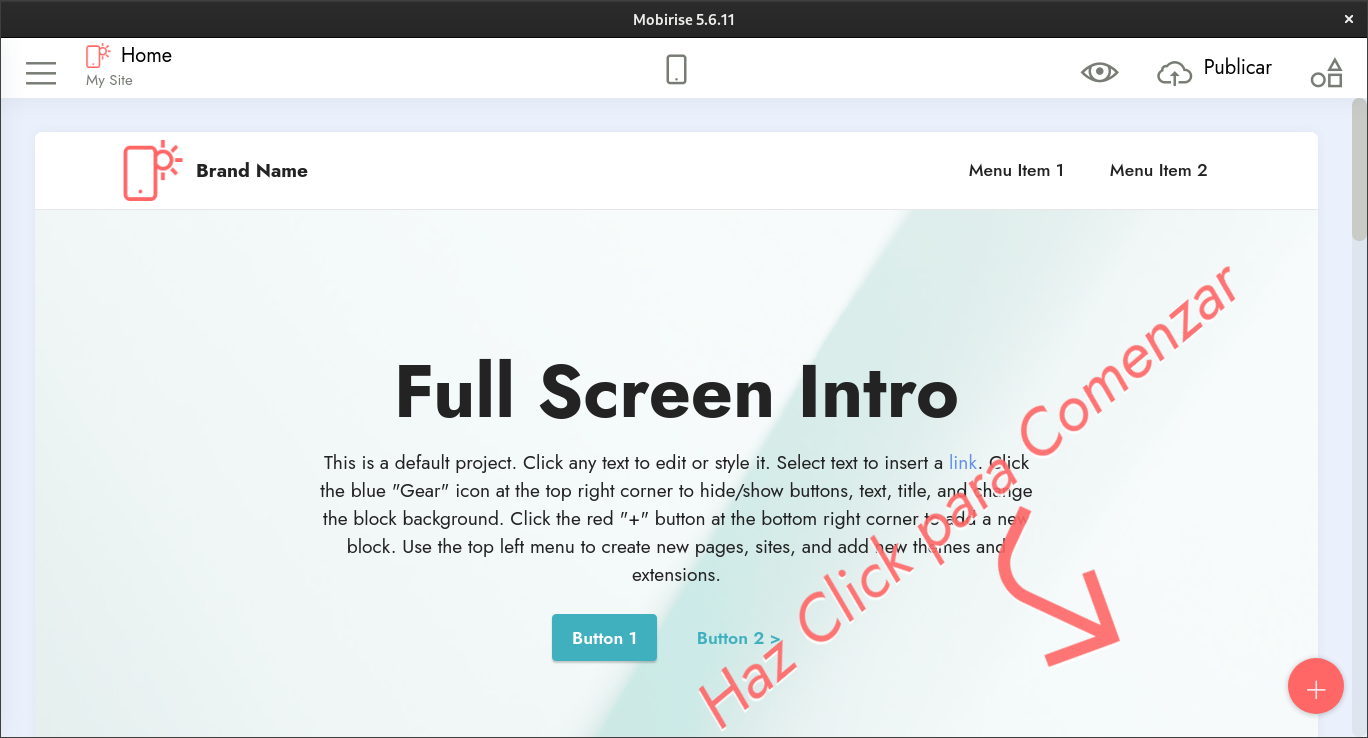 Mobirise 5.6.11
Home
My Site
Publicar
Brand Name
Menu Item 1
Menu Item 2
Full Screen Intro
This is a default project. Click any text to edit or style it. Select text to insert a link. Click
the blue "Gear" icon at the top right corner to hide/show buttons, text, title, and change
the block background. Click the red "+" button at the bottom right corner to add a new
block. Use the top left menu to create new pages, sites, and add new themes and
extensions.
Button 1
Button 2 >
Haz Click para Comenzar